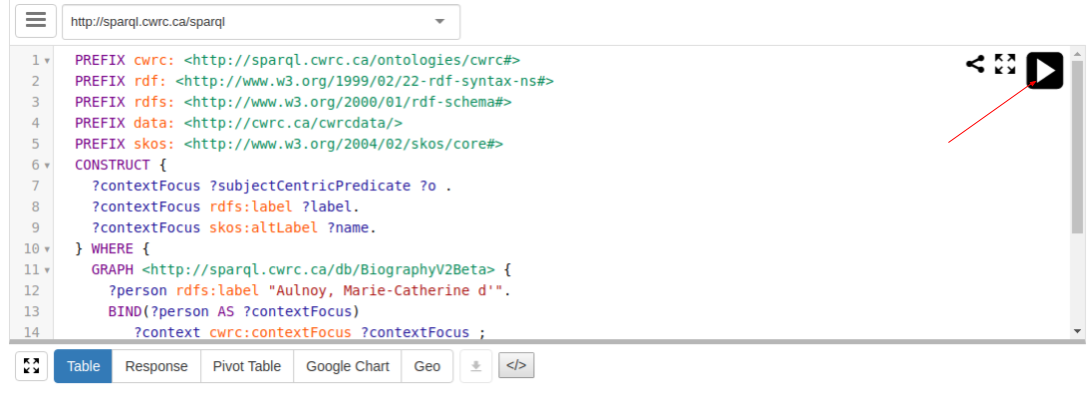 http://sparql.cwrc.ca/sparql
1 PREFIX cwrc: <http://sparql.cwrc.ca/ontologies/cwrc#>
2 PREFIX rdf: <http://www.w3.org/1999/02/22-rdf-syntax-ns#>
3 PREFIX rdfs: <http://www.w3.org/2000/01/rdf-schema#>
4 PREFIX data: <http://cwrc.ca/cwrcdata/>
5 PREFIX skos: <http://www.w3.org/2004/02/skos/core#>
6 CONSTRUCT {
7 ?contextFocus ?subjectCentricPredicate ?o .
8 ?contextFocus rdfs:label ?label.
9 ?contextFocus skos:altLabel ?name.
10 } WHERE {
11 GRAPH <http://sparql.cwrc.ca/db/BiographyV2Beta> {
12 ?person rdfs:label "Aulnoy, Marie-Catherine d'".
13 BIND(?person AS ?contextFocus)
14 ?context cwrc:contextFocus ?contextFocus ;
Table Response Pivot Table Google Chart Geo </>